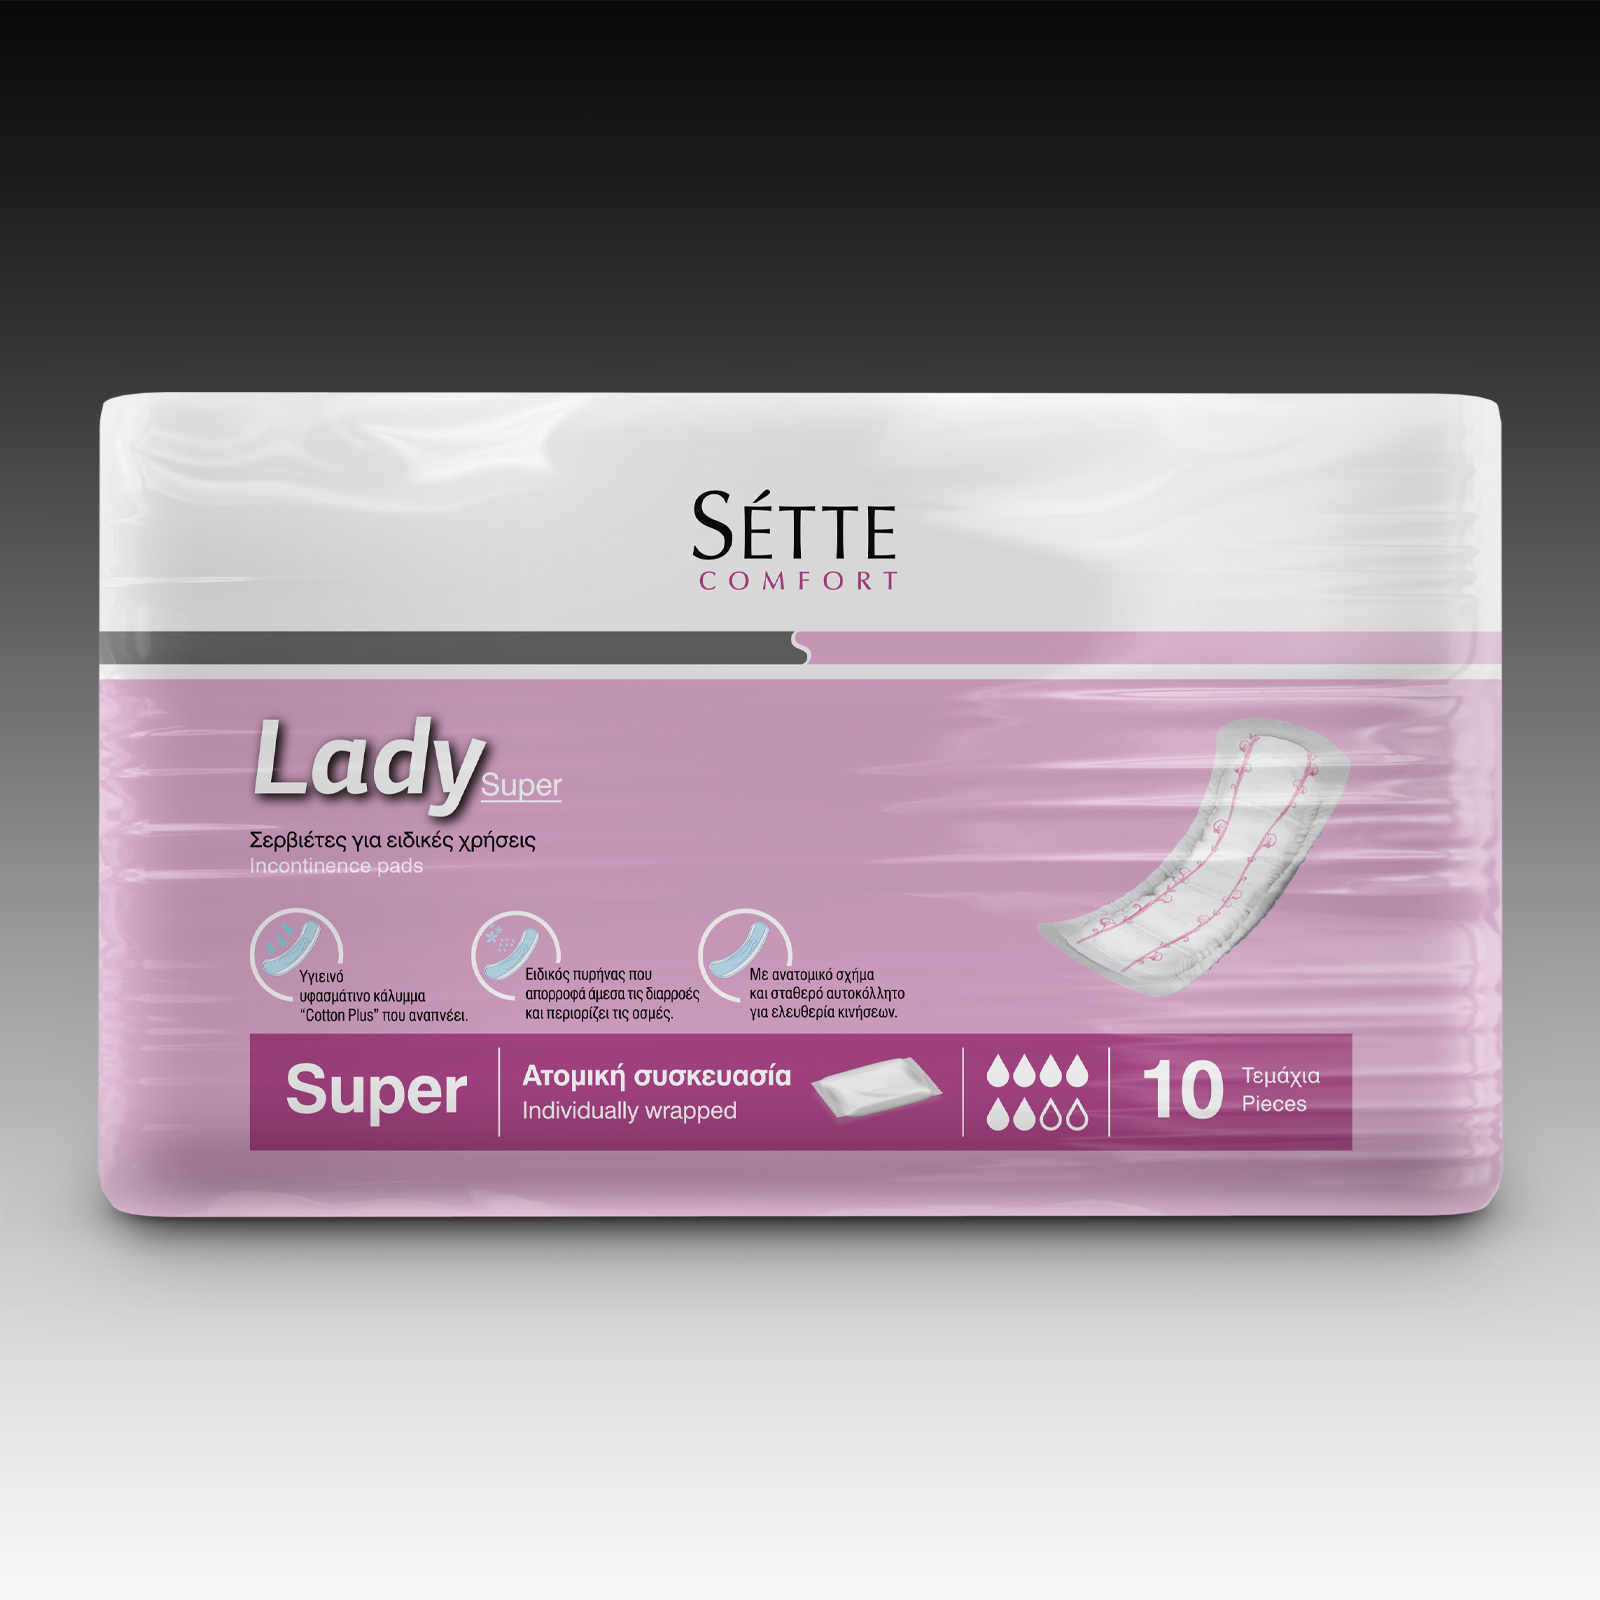 SÉTTE
COMFORT
Lady Super
Σερβιέτες για ειδικές χρήσεις
Incontinence pads
Υγιεινό
υφασμάτινο κάλυμμα
“Cotton Plus” που αναπνέει.
Ειδικός πυρήνας που
απορροφά άμεσα τις διαρροές
και περιορίζει τις οσμές.
Με ανατομικό σχήμα
και σταθερό αυτοκόλλητο
για ελευθερία κινήσεων.
Super
Ατομική συσκευασία
Individually wrapped
10
Τεμάχια
Pieces